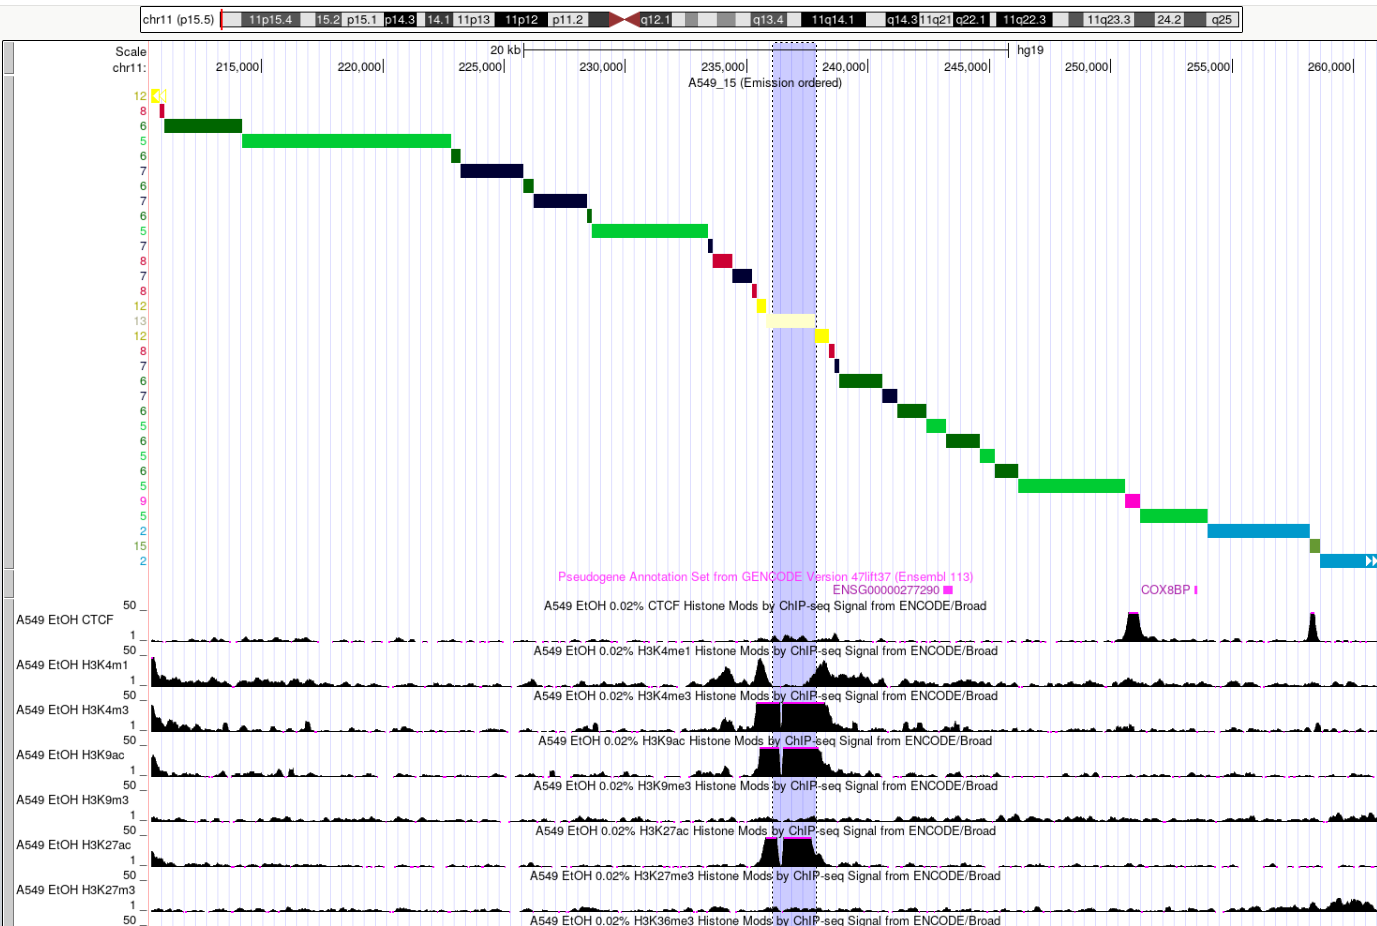 chr11 (p15.5) 11p15.4 15.2 p15.1 p14.3 14.1 11p13 11p12 p11.2 q12.1 q13.4 11q14.1 q14.3 11q21 q22.1 11q22.3 11q23.3 24.2 q25
Scale 20 kb hg19
chr11: 215,000 220,000 225,000 230,000 235,000 240,000 245,000 250,000 255,000 260,000
A549_15 (Emission ordered)
12
8
6
5
6
7
6
7
6
5
7
8
7
8
12
13
12
8
7
6
7
6
5
6
5
6
5
9
5
2
15
2
Pseudogene Annotation Set from GENCODE Version 47lift37 (Ensembl 113)
ENSG00000277290 COX8BP
50 A549 EtOH 0.02% CTCF Histone Mods by ChIP-seq Signal from ENCODE/Broad
A549 EtOH CTCF
1
50 A549 EtOH 0.02% H3K4me1 Histone Mods by ChIP-seq Signal from ENCODE/Broad
A549 EtOH H3K4m1
1
50 A549 EtOH 0.02% H3K4me3 Histone Mods by ChIP-seq Signal from ENCODE/Broad
A549 EtOH H3K4m3
1
50 A549 EtOH 0.02% H3K9ac Histone Mods by ChIP-seq Signal from ENCODE/Broad
A549 EtOH H3K9ac
1
50 A549 EtOH 0.02% H3K9me3 Histone Mods by ChIP-seq Signal from ENCODE/Broad
A549 EtOH H3K9m3
1
50 A549 EtOH 0.02% H3K27ac Histone Mods by ChIP-seq Signal from ENCODE/Broad
A549 EtOH H3K27ac
1
50 A549 EtOH 0.02% H3K27me3 Histone Mods by ChIP-seq Signal from ENCODE/Broad
A549 EtOH H3K27m3
1
50 A549 EtOH 0.02% H3K36me3 Histone Mods by ChIP-seq Signal from ENCODE/Broad